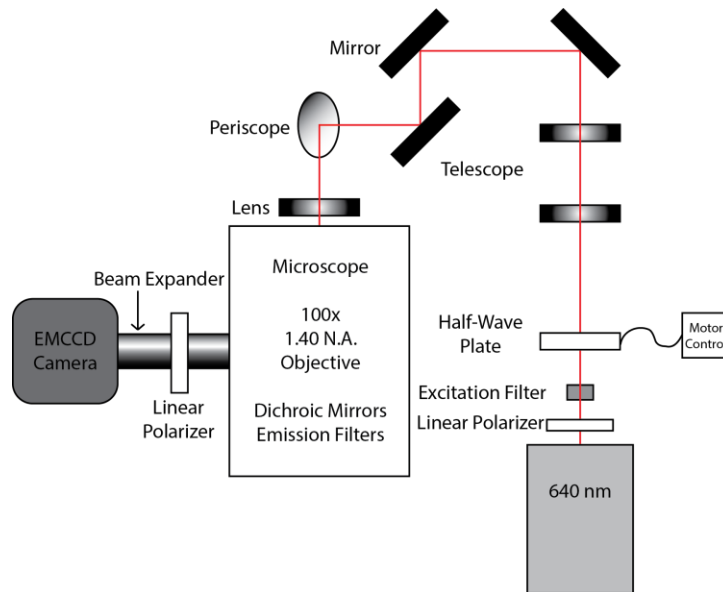 Mirror
Periscope
Telescope
Lens
Microscope
100x
1.40 N.A.
Objective
Dichroic Mirrors
Emission Filters
Beam Expander
EMCCD
Camera
Linear
Polarizer
Half-Wave
Plate
Motor
Control
Excitation Filter
Linear Polarizer
640 nm